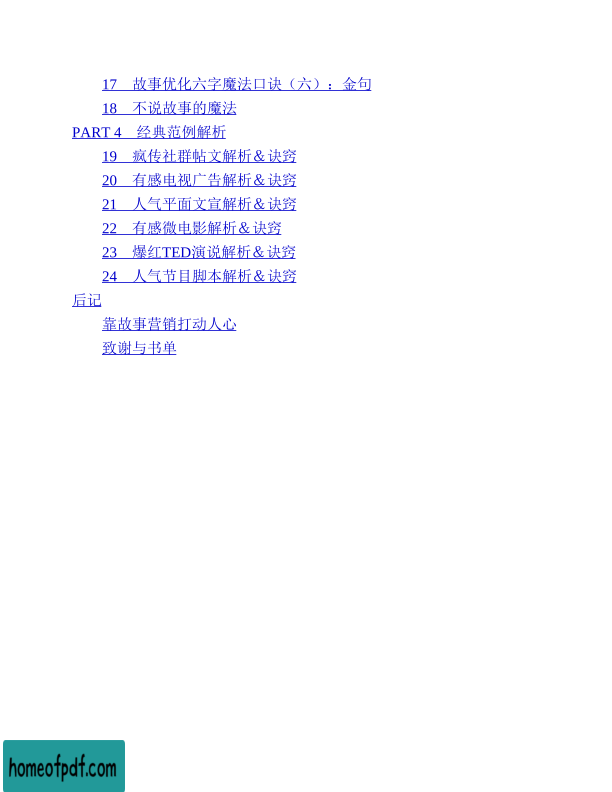 17　故事优化六字魔法口诀（六）：金句
18　不说故事的魔法
PART 4　经典范例解析
19　疯传社群帖文解析＆诀窍
20　有感电视广告解析＆诀窍
21　人气平面文宣解析＆诀窍
22　有感微电影解析＆诀窍
23　爆红TED演说解析＆诀窍
24　人气节目脚本解析＆诀窍
后记
靠故事营销打动人心
致谢与书单
homeofpdf.com